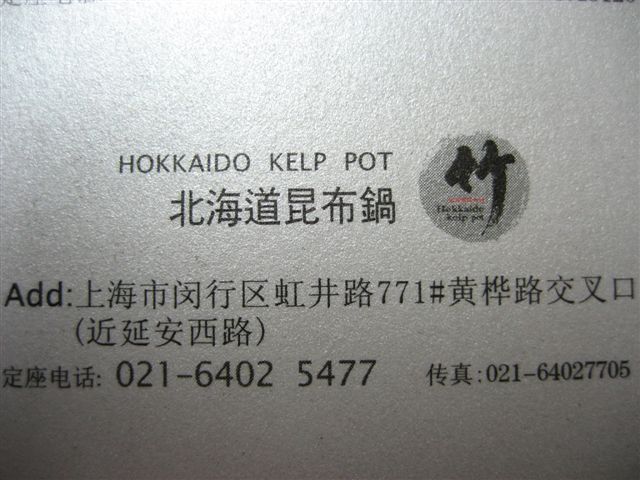 HOKKAIDO KELP POT
北海道昆布鍋
竹
Hokkaido
kelp pot
Add:上海市闵行区虹井路771#黄桦路交叉口
(近延安西路)
定座电话: 021-6402 5477 传真:021-64027705